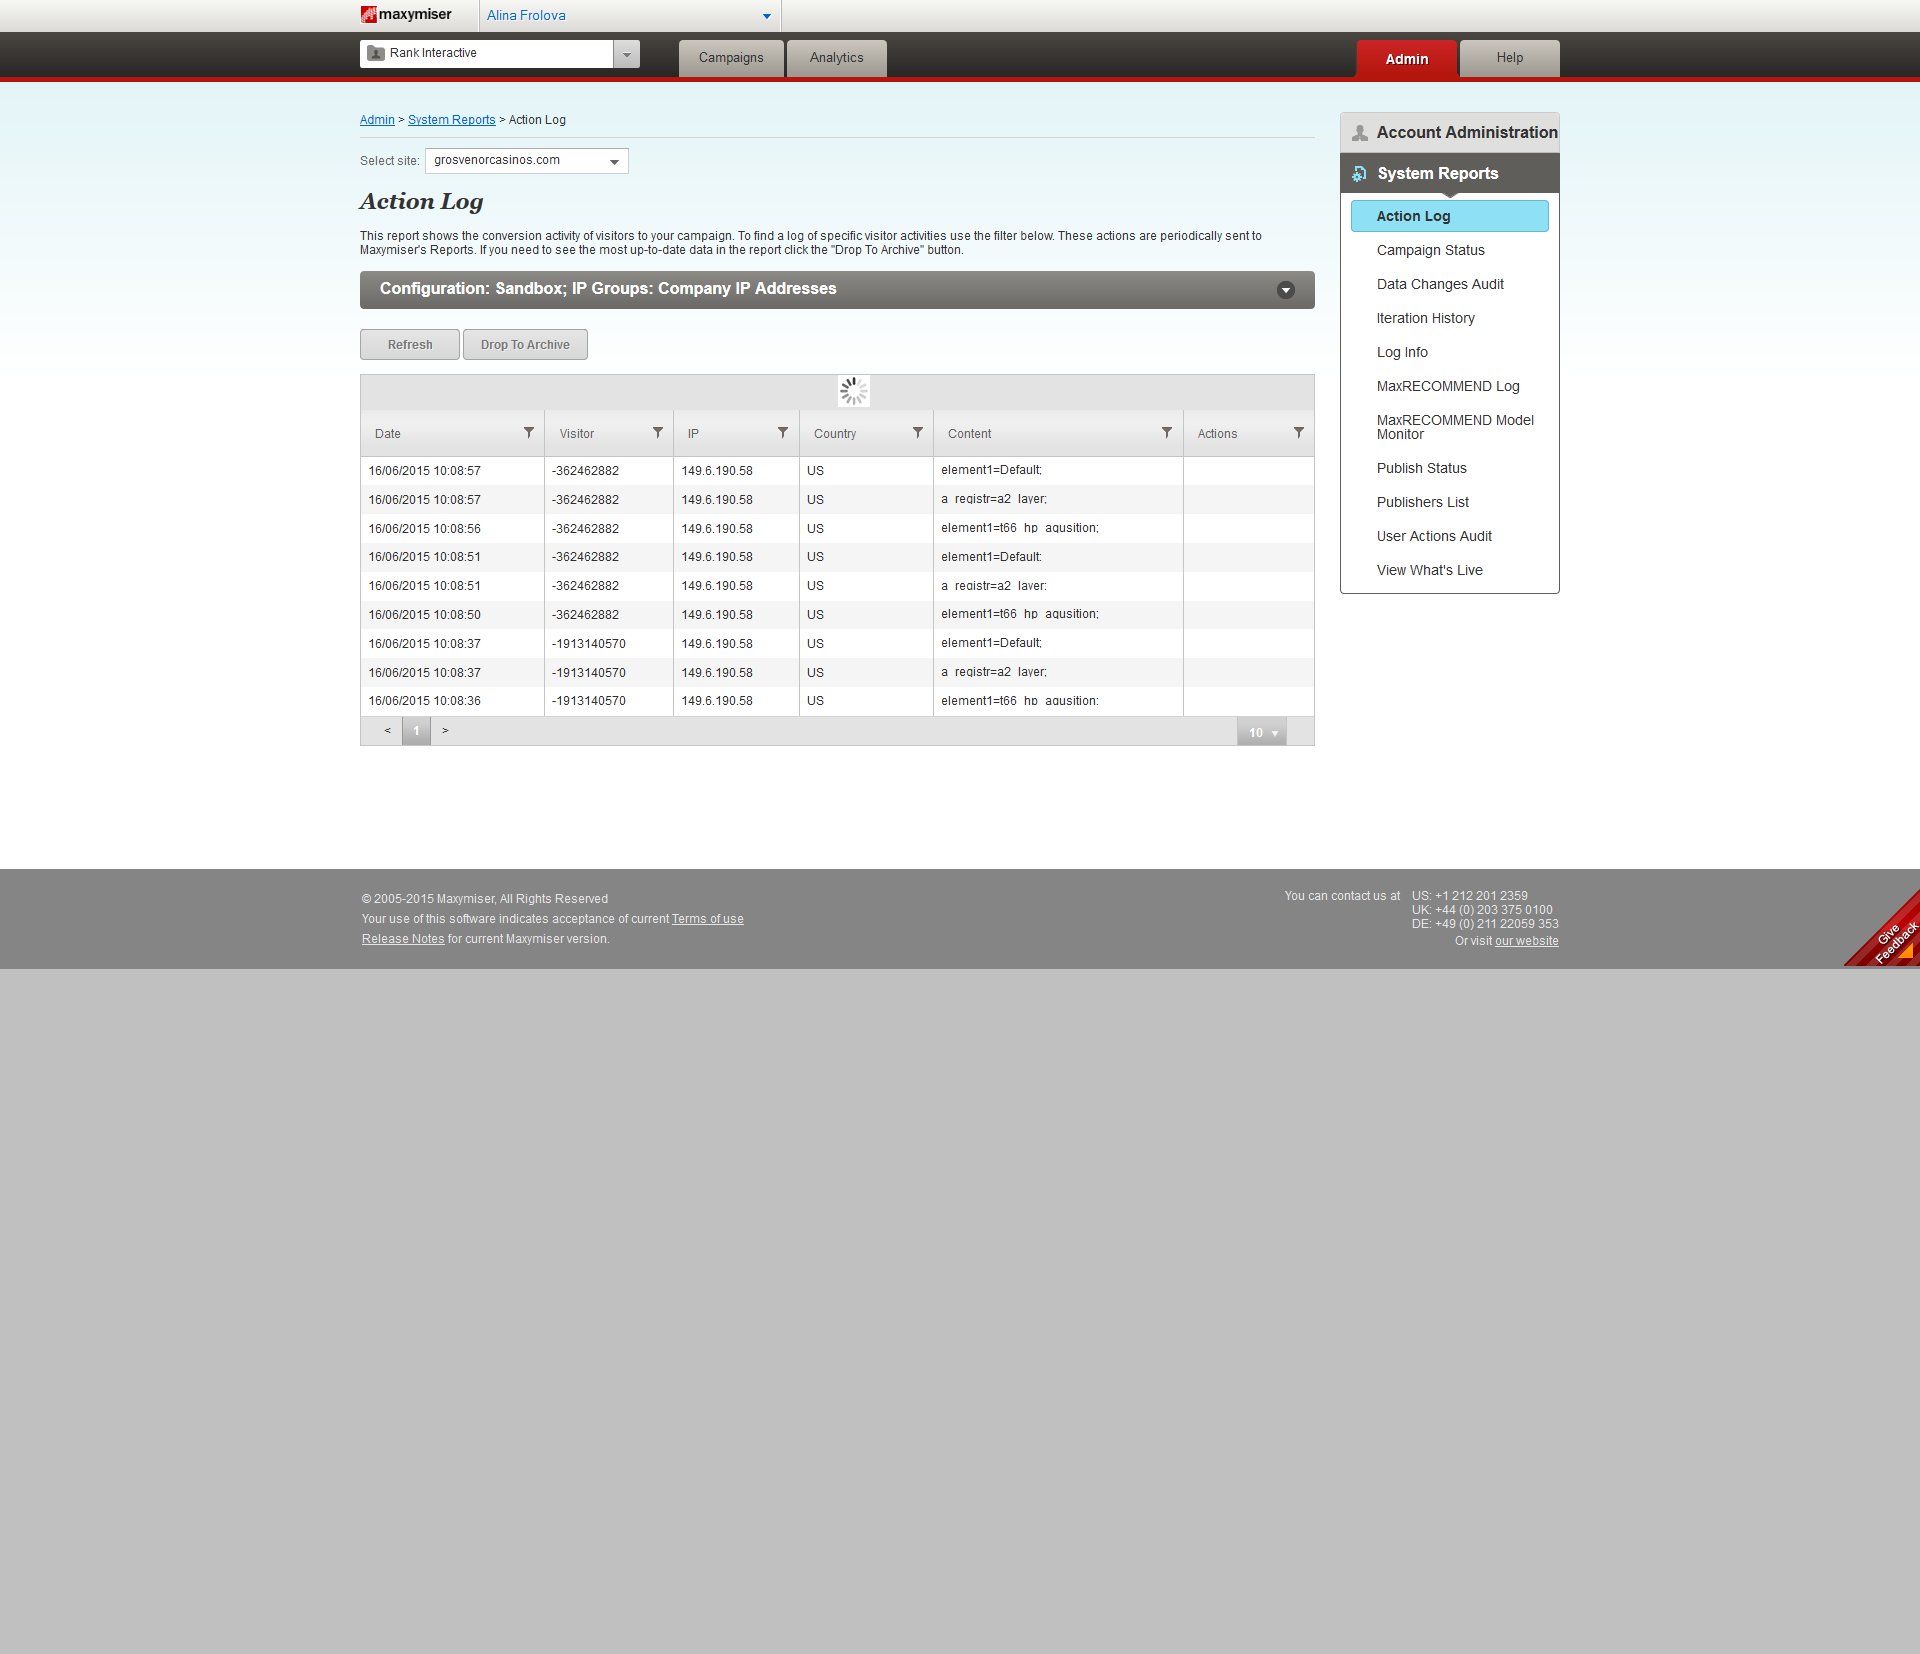 maxymiser
Alina Frolova
Rank Interactive
Campaigns
Analytics
Admin
Help
Admin > System Reports > Action Log
Select site: grosvenorcasinos.com
Action Log
This report shows the conversion activity of visitors to your campaign. To find a log of specific visitor activities use the filter below. These actions are periodically sent to
Maxymiser's Reports. If you need to see the most up-to-date data in the report click the "Drop To Archive" button.
Configuration: Sandbox; IP Groups: Company IP Addresses
Refresh
Drop To Archive
Date Visitor IP Country Content Actions
16/06/2015 10:08:57 -362462882 149.6.190.58 US element1=Default;
16/06/2015 10:08:57 -362462882 149.6.190.58 US a_registr=a2_layer;
16/06/2015 10:08:56 -362462882 149.6.190.58 US element1=t66_hp_aqusition;
16/06/2015 10:08:51 -362462882 149.6.190.58 US element1=Default;
16/06/2015 10:08:51 -362462882 149.6.190.58 US a_registr=a2_layer;
16/06/2015 10:08:50 -362462882 149.6.190.58 US element1=t66_hp_aqusition;
16/06/2015 10:08:37 -1913140570 149.6.190.58 US element1=Default;
16/06/2015 10:08:37 -1913140570 149.6.190.58 US a_registr=a2_layer;
16/06/2015 10:08:36 -1913140570 149.6.190.58 US element1=t66_hp_aqusition;
< 1 >
10
Account Administration
System Reports
Action Log
Campaign Status
Data Changes Audit
Iteration History
Log Info
MaxRECOMMEND Log
MaxRECOMMEND Model
Monitor
Publish Status
Publishers List
User Actions Audit
View What's Live
© 2005-2015 Maxymiser, All Rights Reserved
Your use of this software indicates acceptance of current Terms of use
Release Notes for current Maxymiser version.
You can contact us at US: +1 212 201 2359
UK: +44 (0) 203 375 0100
DE: +49 (0) 211 22059 353
Or visit our website
Give
Feedback